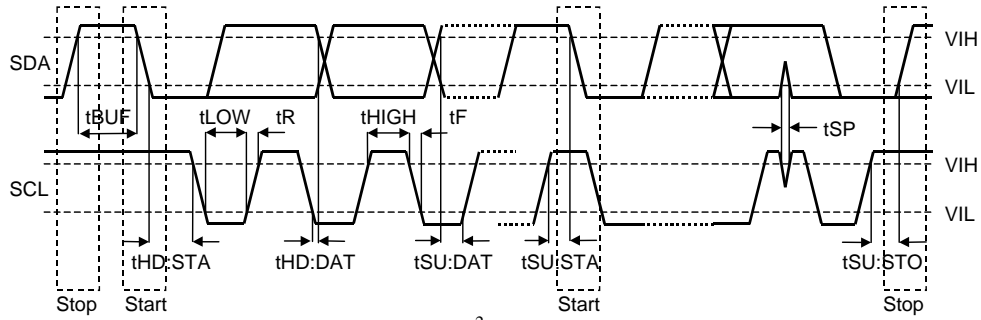 VIH
SDA
VIL
tBUF tLOW tR tHIGH tF
tSP
VIH
SCL
VIL
tHD:STA tHD:DAT tSU:DAT tSU:STA tSU:STO
Stop Start Start Stop
2